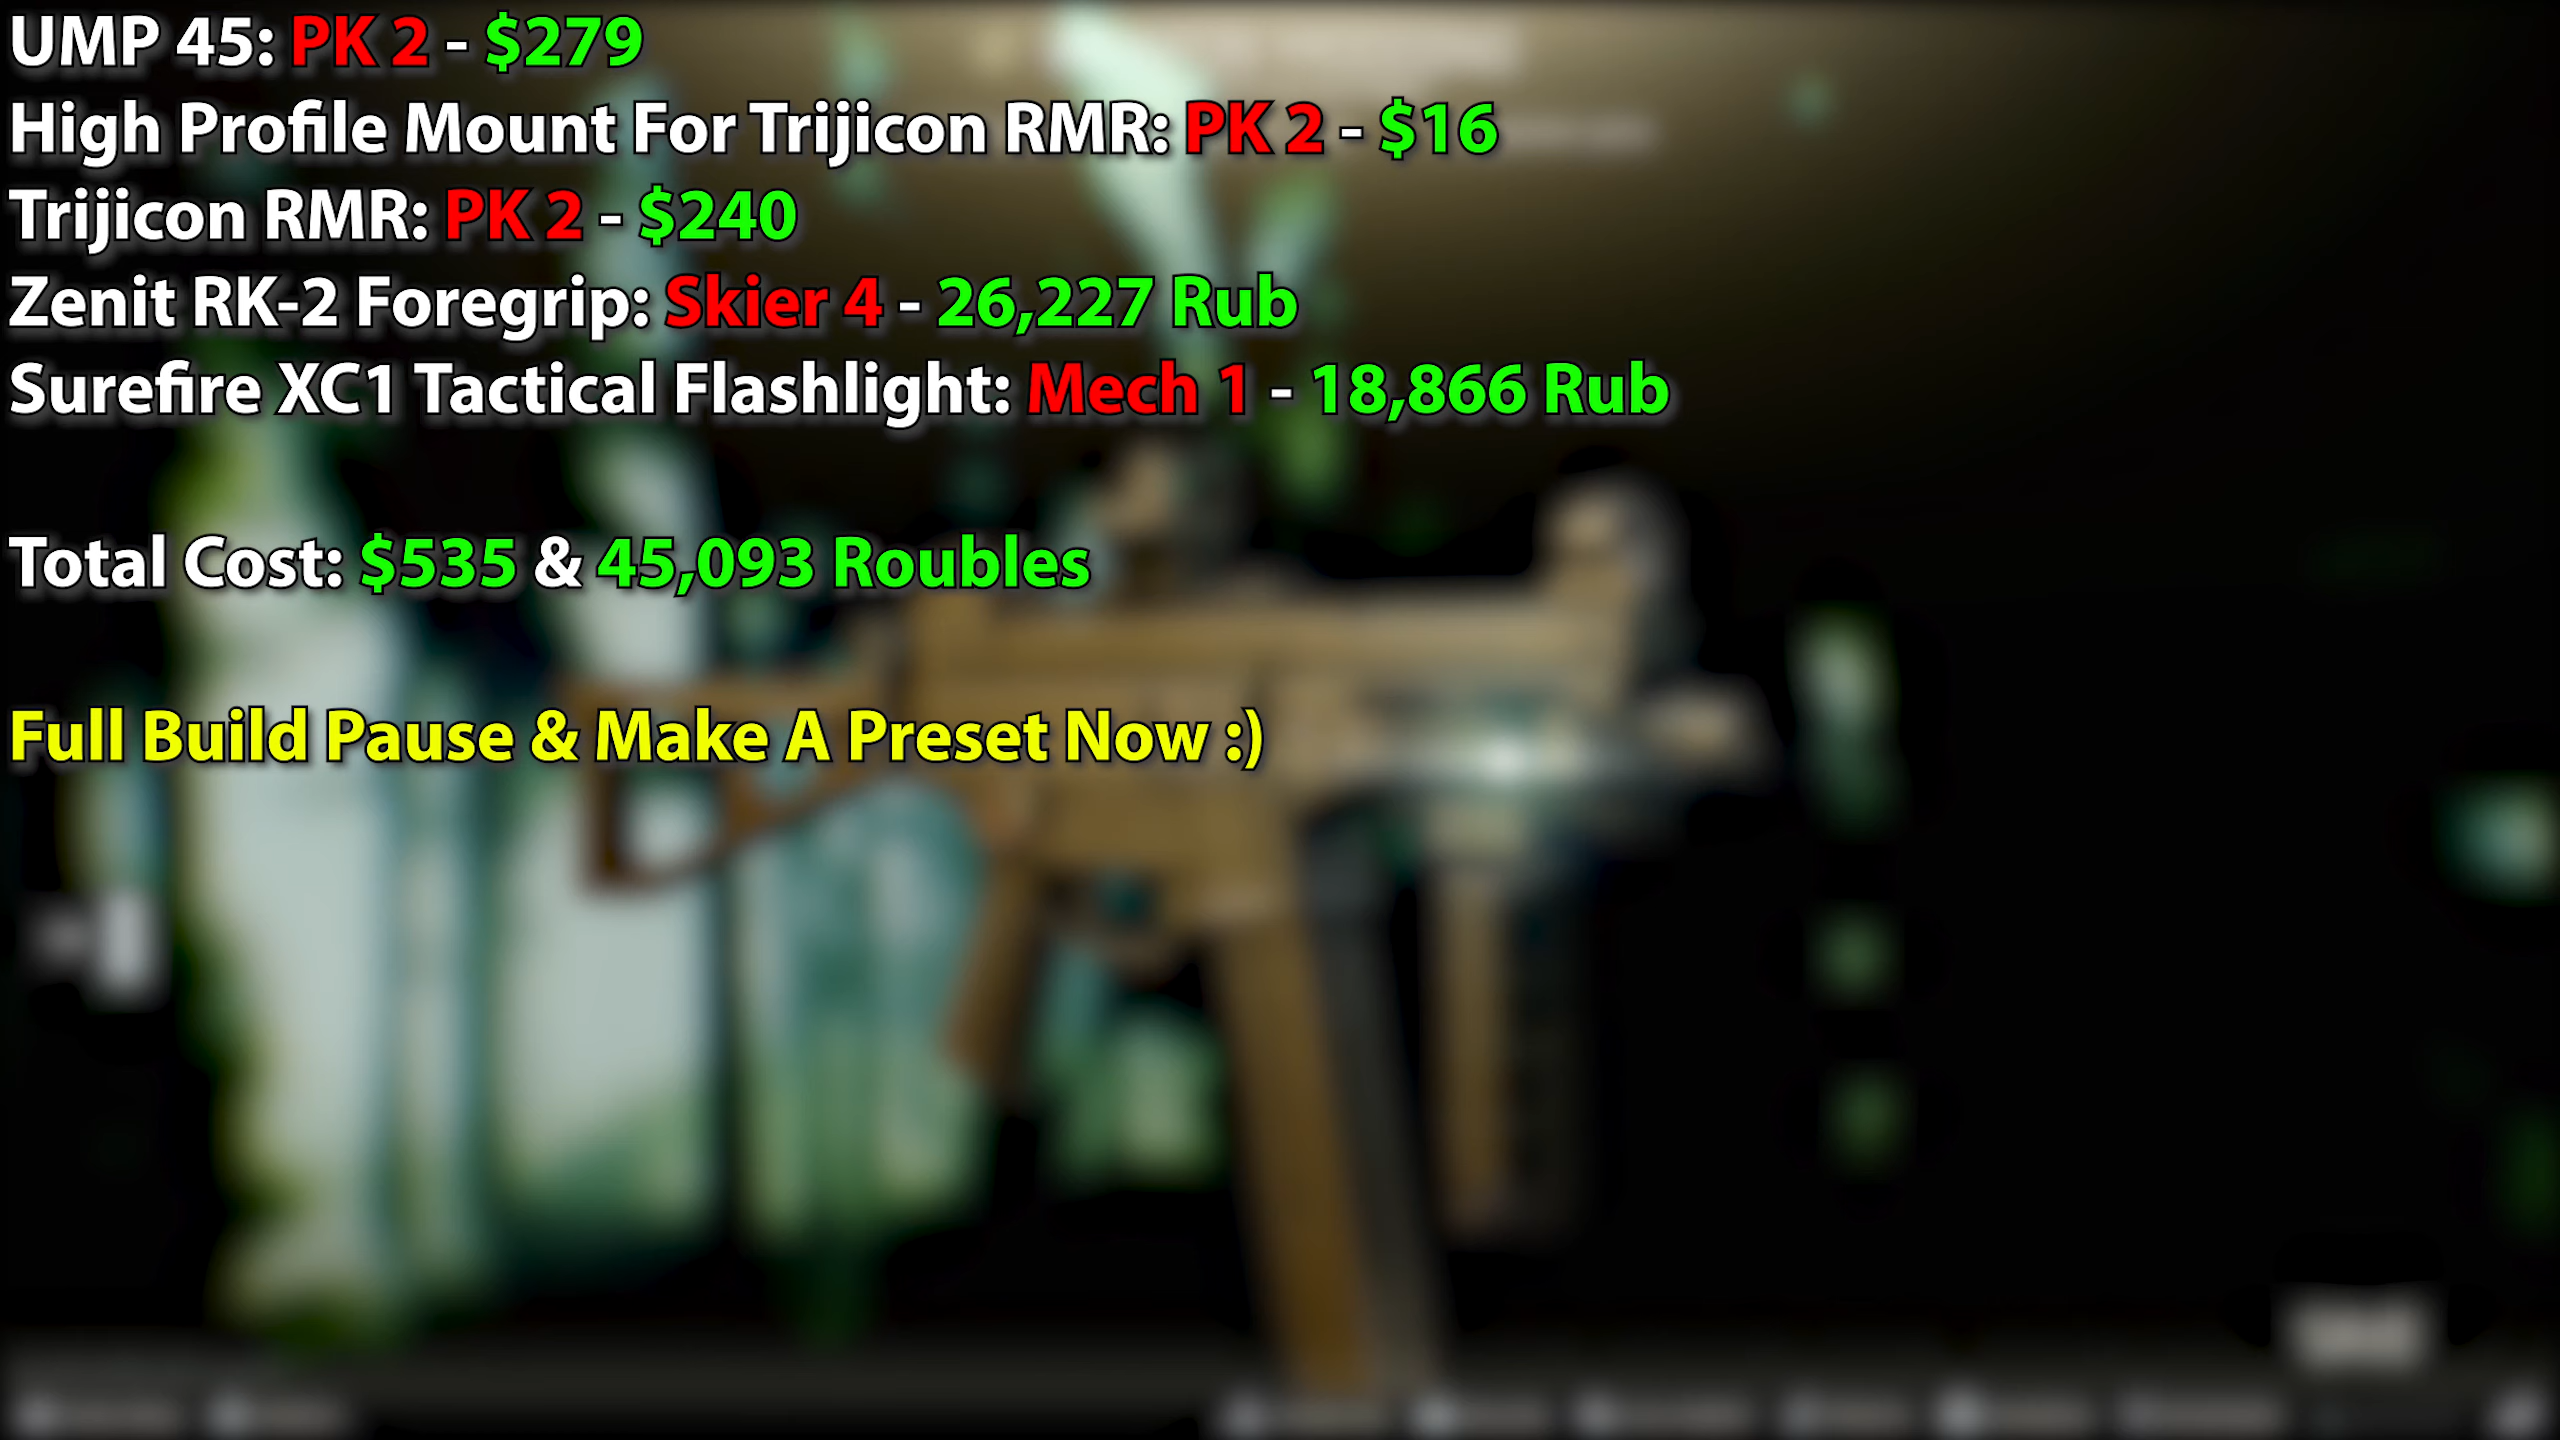 UMP 45: PK 2 - $279
High Profile Mount For Trijicon RMR: PK 2 - $16
Trijicon RMR: PK 2 - $240
Zenit RK-2 Foregrip: Skier 4 - 26,227 Rub
Surefire XC1 Tactical Flashlight: Mech 1 - 18,866 Rub
Total Cost: $535 & 45,093 Roubles
Full Build Pause & Make A Preset Now :)